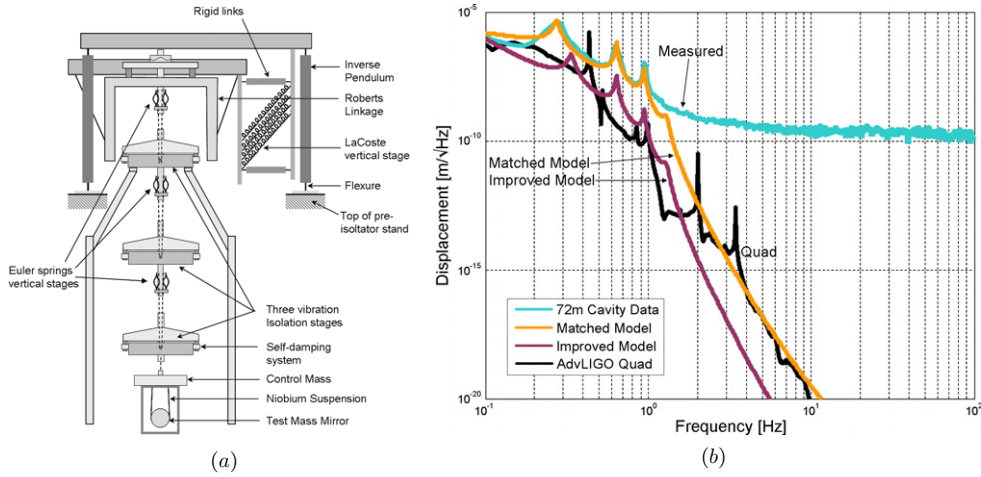 Rigid links
Inverse
Pendulum
Roberts
Linkage
LaCoste
vertical stage
Flexure
Top of pre-
isoltator stand
Euler springs
vertical stages
Three vibration
Isolation stages
Self-damping
system
Control Mass
Niobium Suspension
Test Mass Mirror
(a)
Displacement [m/√Hz]
10^-5
10^-10
10^-15
10^-20
Measured
Matched Model
Improved Model
Quad
72m Cavity Data
Matched Model
Improved Model
AdvLIGO Quad
10^-1
10^0
10^1
10^2
Frequency [Hz]
(b)